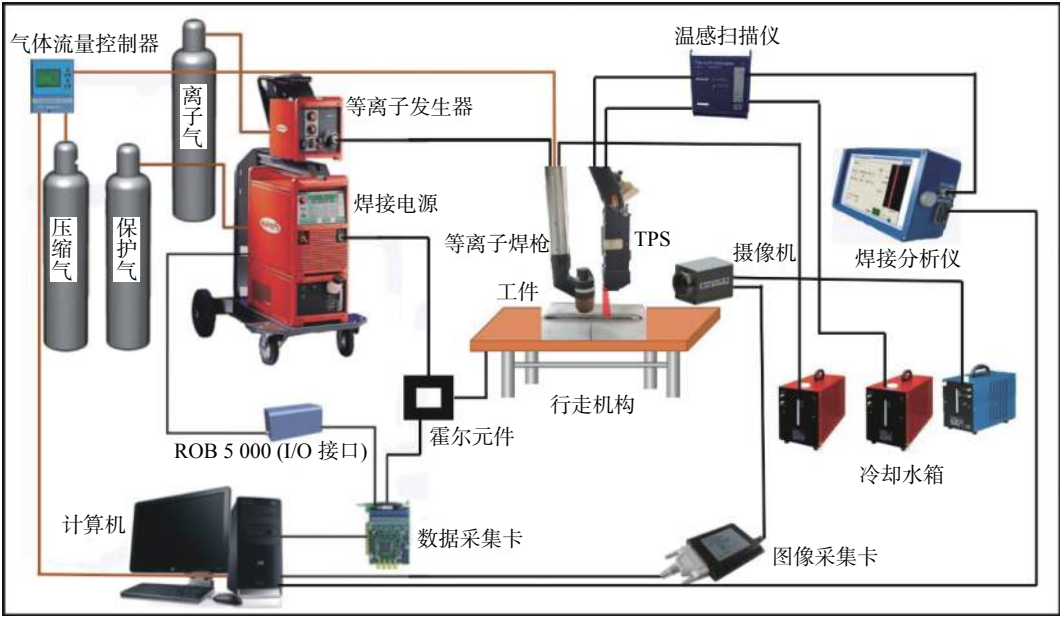 气体流量控制器
温感扫描仪
离子气
等离子发生器
压缩气
保护气
焊接电源
等离子焊枪
TPS
摄像机
焊接分析仪
工件
行走机构
ROB 5 000 (I/O 接口)
霍尔元件
冷却水箱
计算机
数据采集卡
图像采集卡